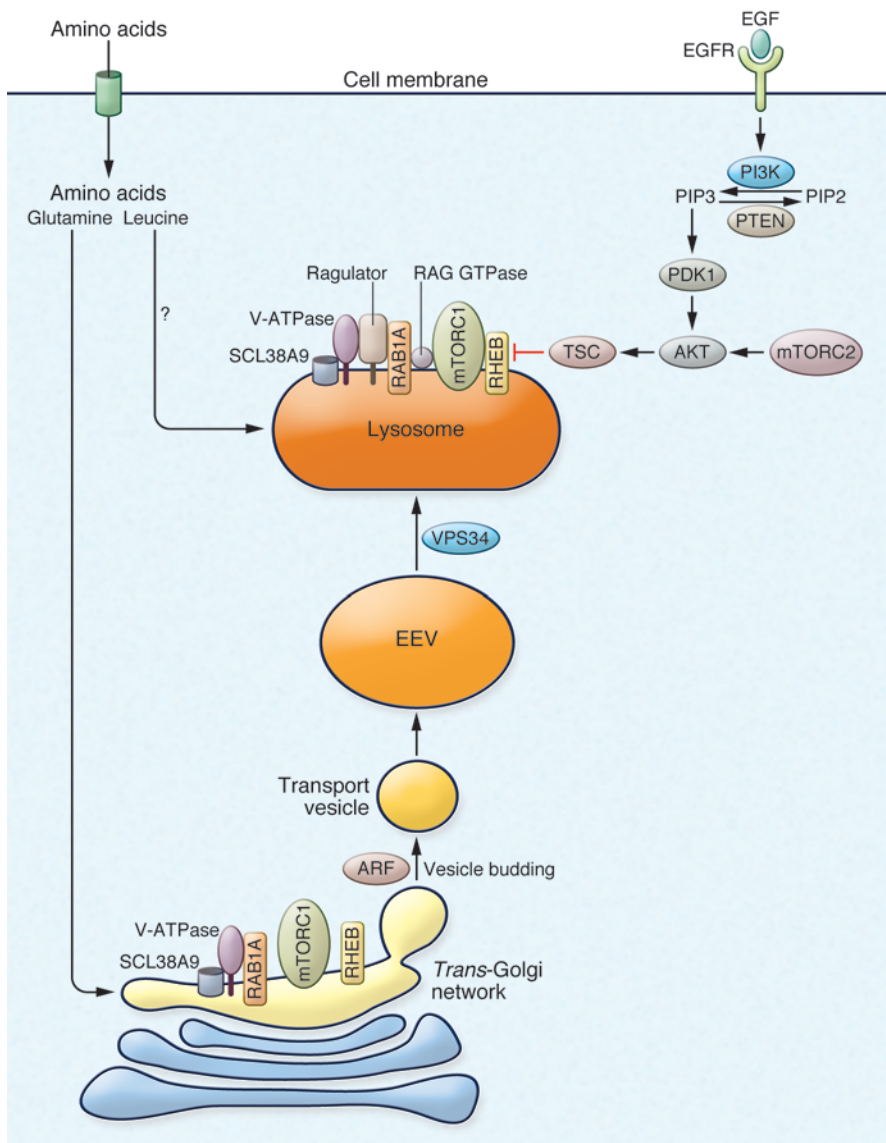 Amino acids
EGF
EGFR
Cell membrane
PI3K
PIP3
PIP2
PTEN
Amino acids
Glutamine Leucine
?
PDK1
Ragulator
RAG GTPase
V-ATPase
SCL38A9
RAB1A
mTORC1
RHEB
TSC
AKT
mTORC2
Lysosome
VPS34
EEV
Transport
vesicle
ARF
Vesicle budding
V-ATPase
SCL38A9
RAB1A
mTORC1
RHEB
Trans-Golgi
network